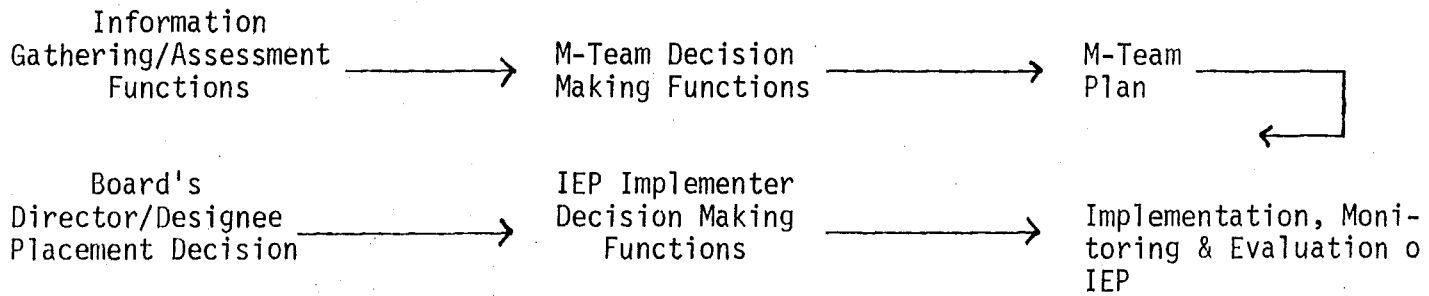 Information
Gathering/Assessment
Functions
M-Team Decision
Making Functions
M-Team
Plan
Board's
Director/Designee
Placement Decision
IEP Implementer
Decision Making
Functions
Implementation, Moni-
toring & Evaluation o
IEP